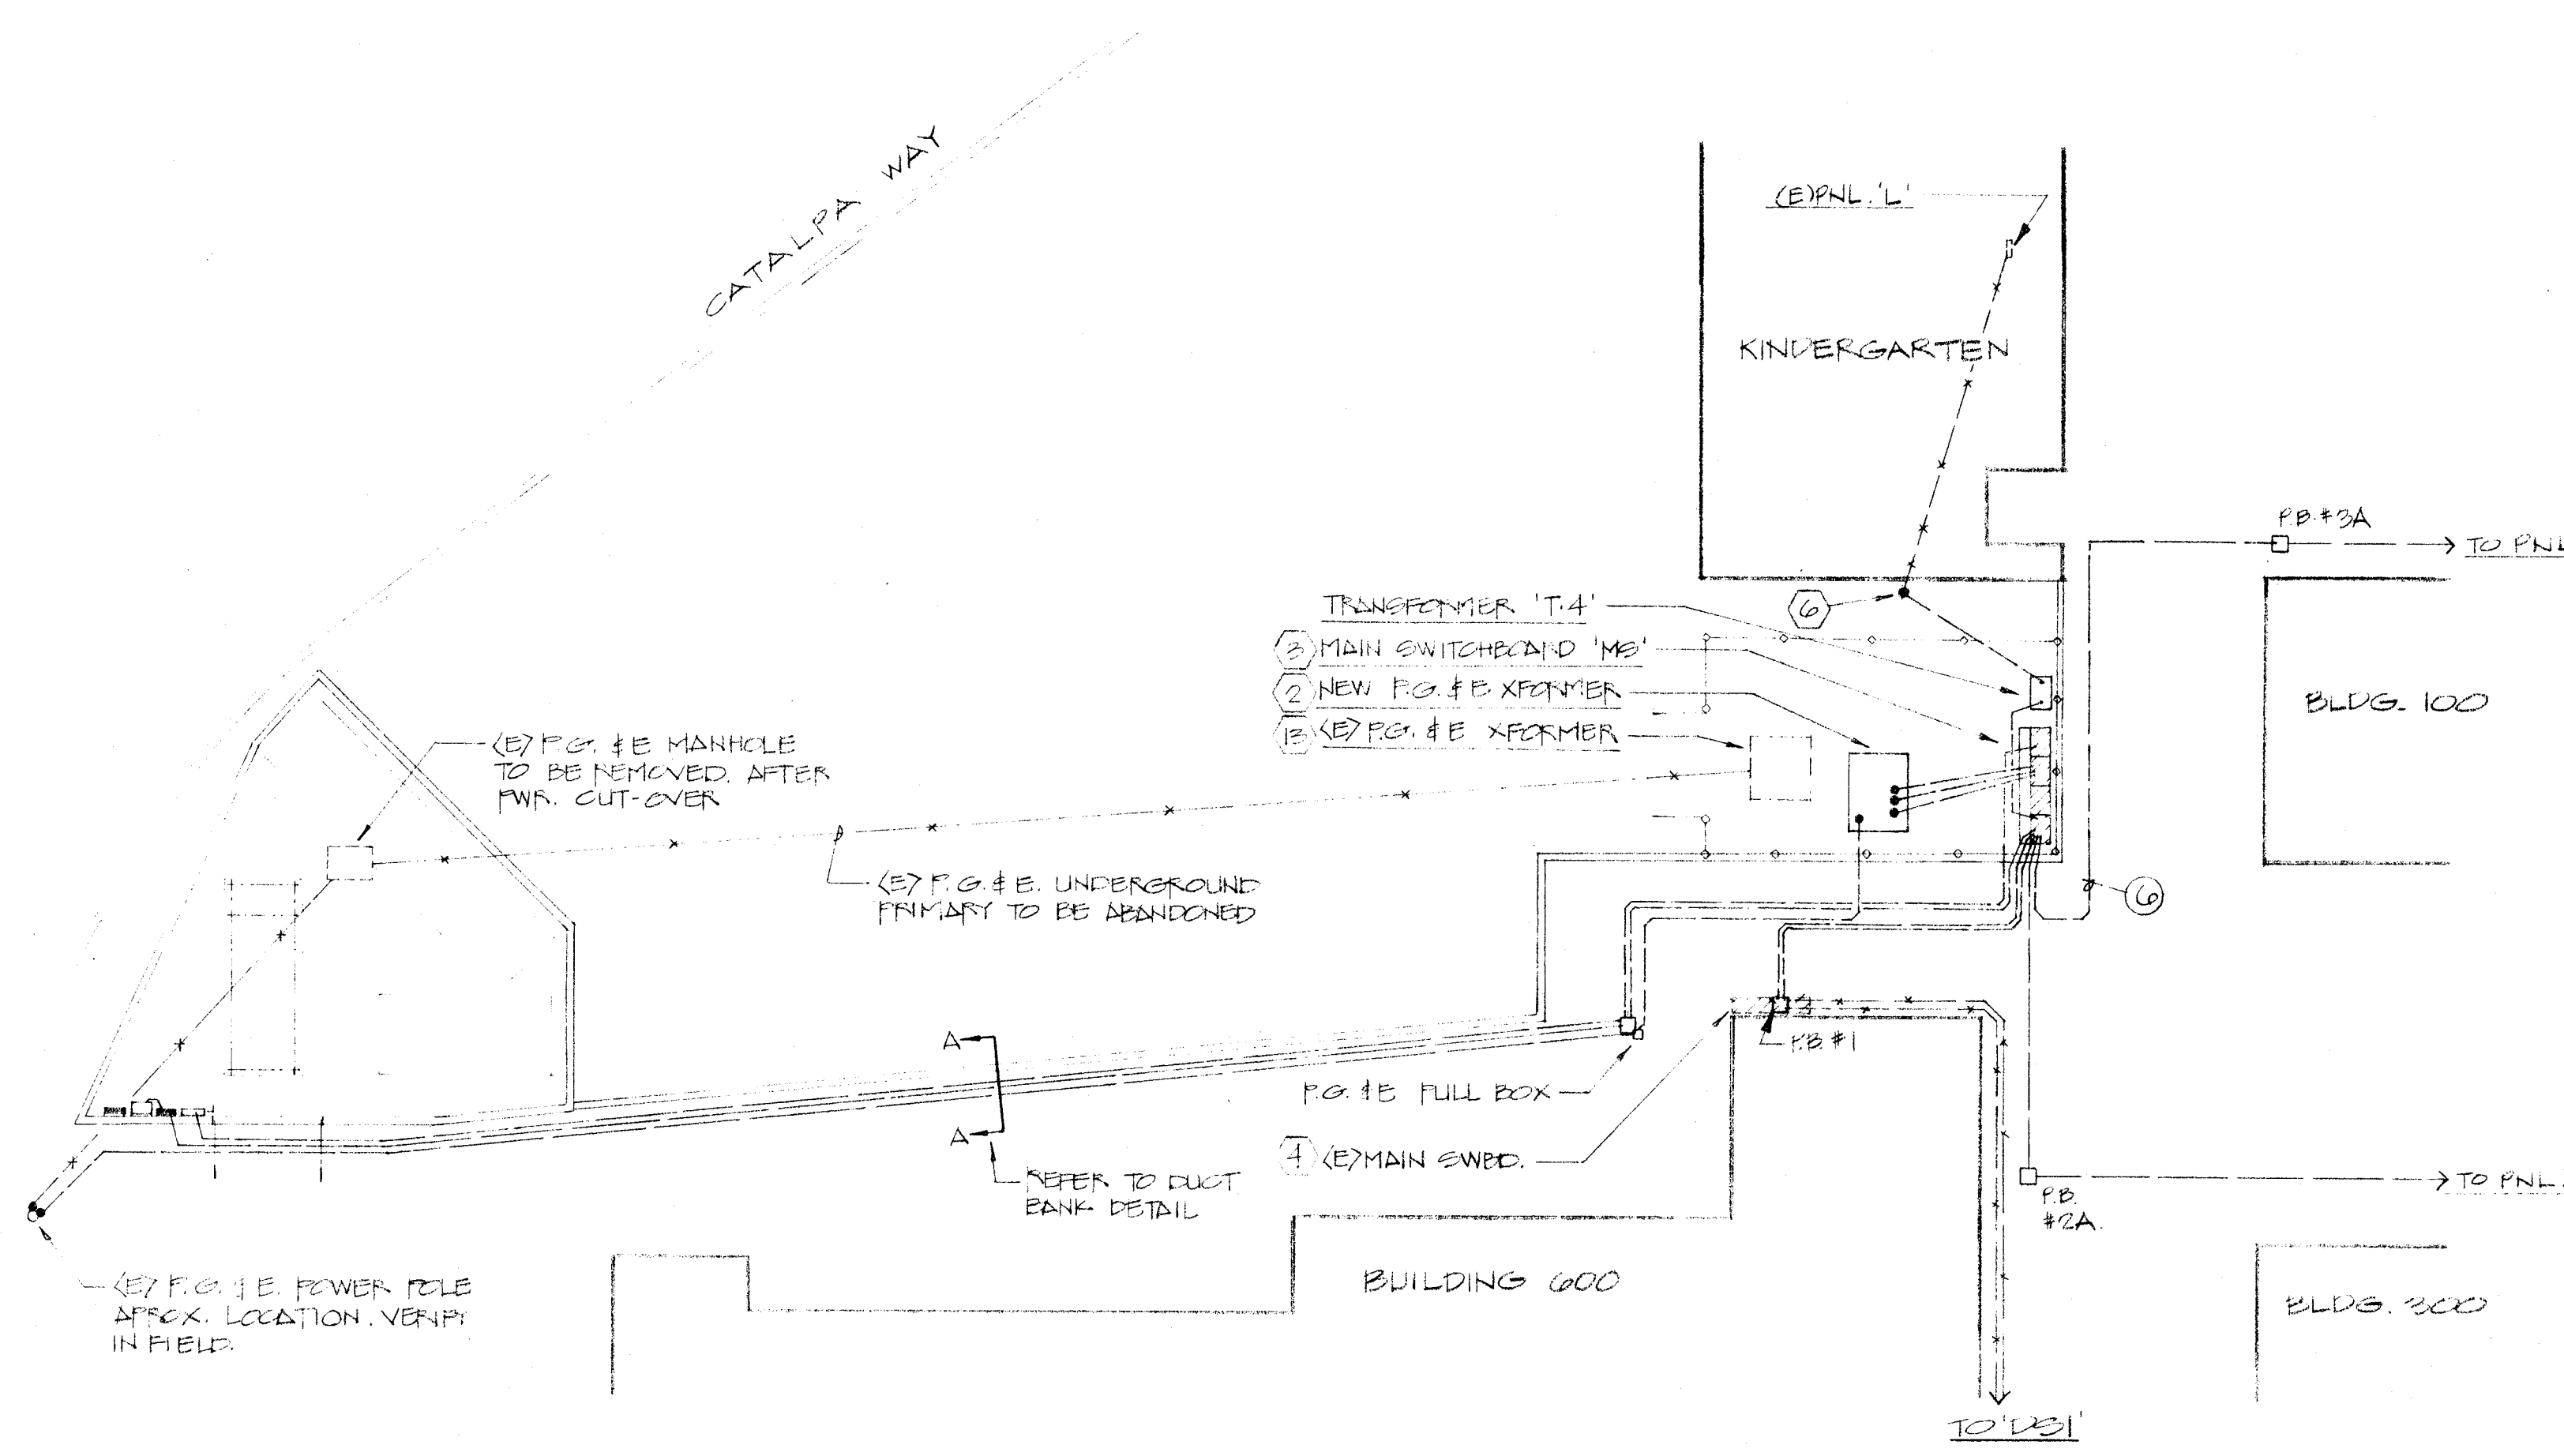 CATALPA WAY
(E)PNL. 'L'
KINDERGARTEN
P.B. #3A
TO PNL
TRANSFORMER 'T.4'
6
3 MAIN SWITCHBOARD 'MS'
2 NEW P.G. & E XFORMER
13 (E) P.G. & E XFORMER
BLDG. 100
(E) P.G. & E MANHOLE
TO BE REMOVED. AFTER
PWR. CUT-OVER
(E) P.G. & E. UNDERGROUND
PRIMARY TO BE ABANDONED
6
A
P.B. #1
P.G. & E PULL BOX
A
4 (E) MAIN SWBD.
REFER TO DUCT
BANK DETAIL
TO PNL.
P.B.
#2A.
(E) P.G. & E. POWER POLE
APROX. LOCATION. VERIFY
IN FIELD.
BUILDING 600
BLDG. 300
TO 'DS1'